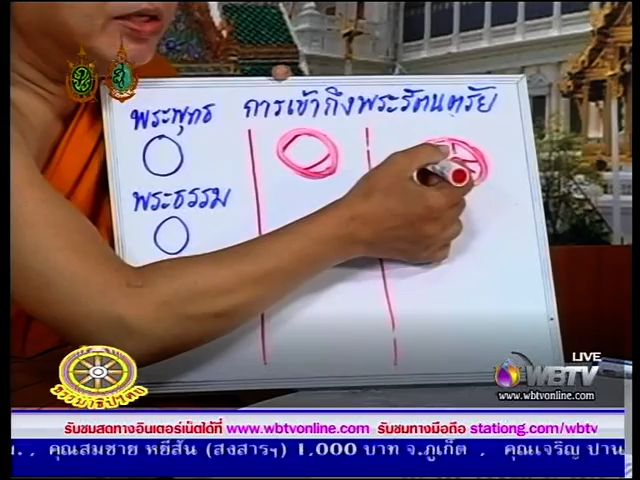 การเข้าถึงพระรัตนตรัย
พระพุทธ
พระธรรม
LIVE
WBTV
www.wbtvonline.com
รับชมสดทางอินเตอร์เน็ตได้ที่ www.wbtvonline.com รับชมทางมือถือ stationg.com/wbtv
คุณสมชาย หยีสัน (สงสารฯ) 1,000 บาท จ.ภูเก็ต , คุณเจริญ ปาน